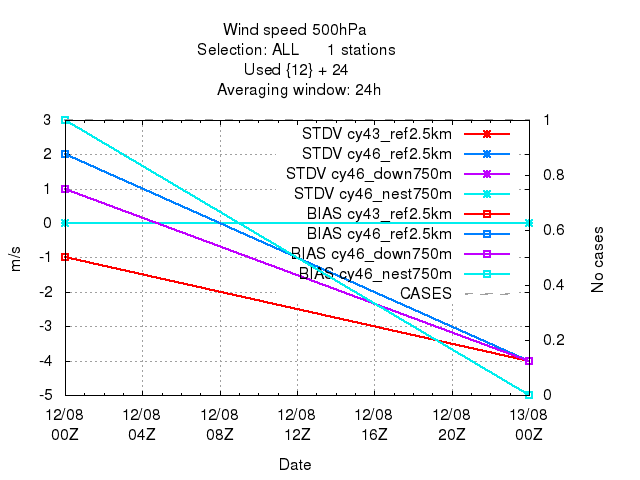 Wind speed 500hPa
Selection: ALL 1 stations
Used {12} + 24
Averaging window: 24h
3
2
1
0
-1
-2
-3
-4
-5
m/s
1
0.8
0.6
0.4
0.2
0
No cases
STDV cy43_ref2.5km
STDV cy46_ref2.5km
STDV cy46_down750m
STDV cy46_nest750m
BIAS cy43_ref2.5km
BIAS cy46_ref2.5km
BIAS cy46_down750m
BIAS cy46_nest750m
CASES
12/08 12/08 12/08 12/08 12/08 12/08 13/08
00Z 04Z 08Z 12Z 16Z 20Z 00Z
Date